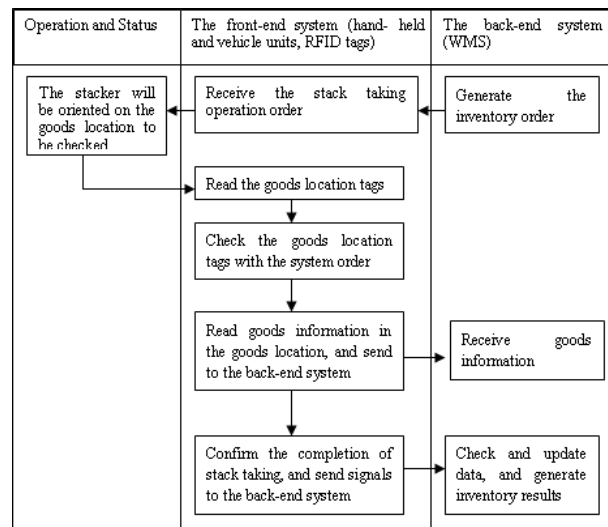 Operation and Status
The front-end system (hand- held
and vehicle units, RFID tags)
The back-end system
(WMS)
The stacker will
be oriented on the
goods location to
be checked
Receive the stack taking
operation order
Generate the
inventory order
Read the goods location tags
Check the goods location
tags with the system order
Read goods information in
the goods location, and send
to the back-end system
Receive goods
information
Confirm the completion of
stack taking, and send signals
to the back-end system
Check and update
data, and generate
inventory results